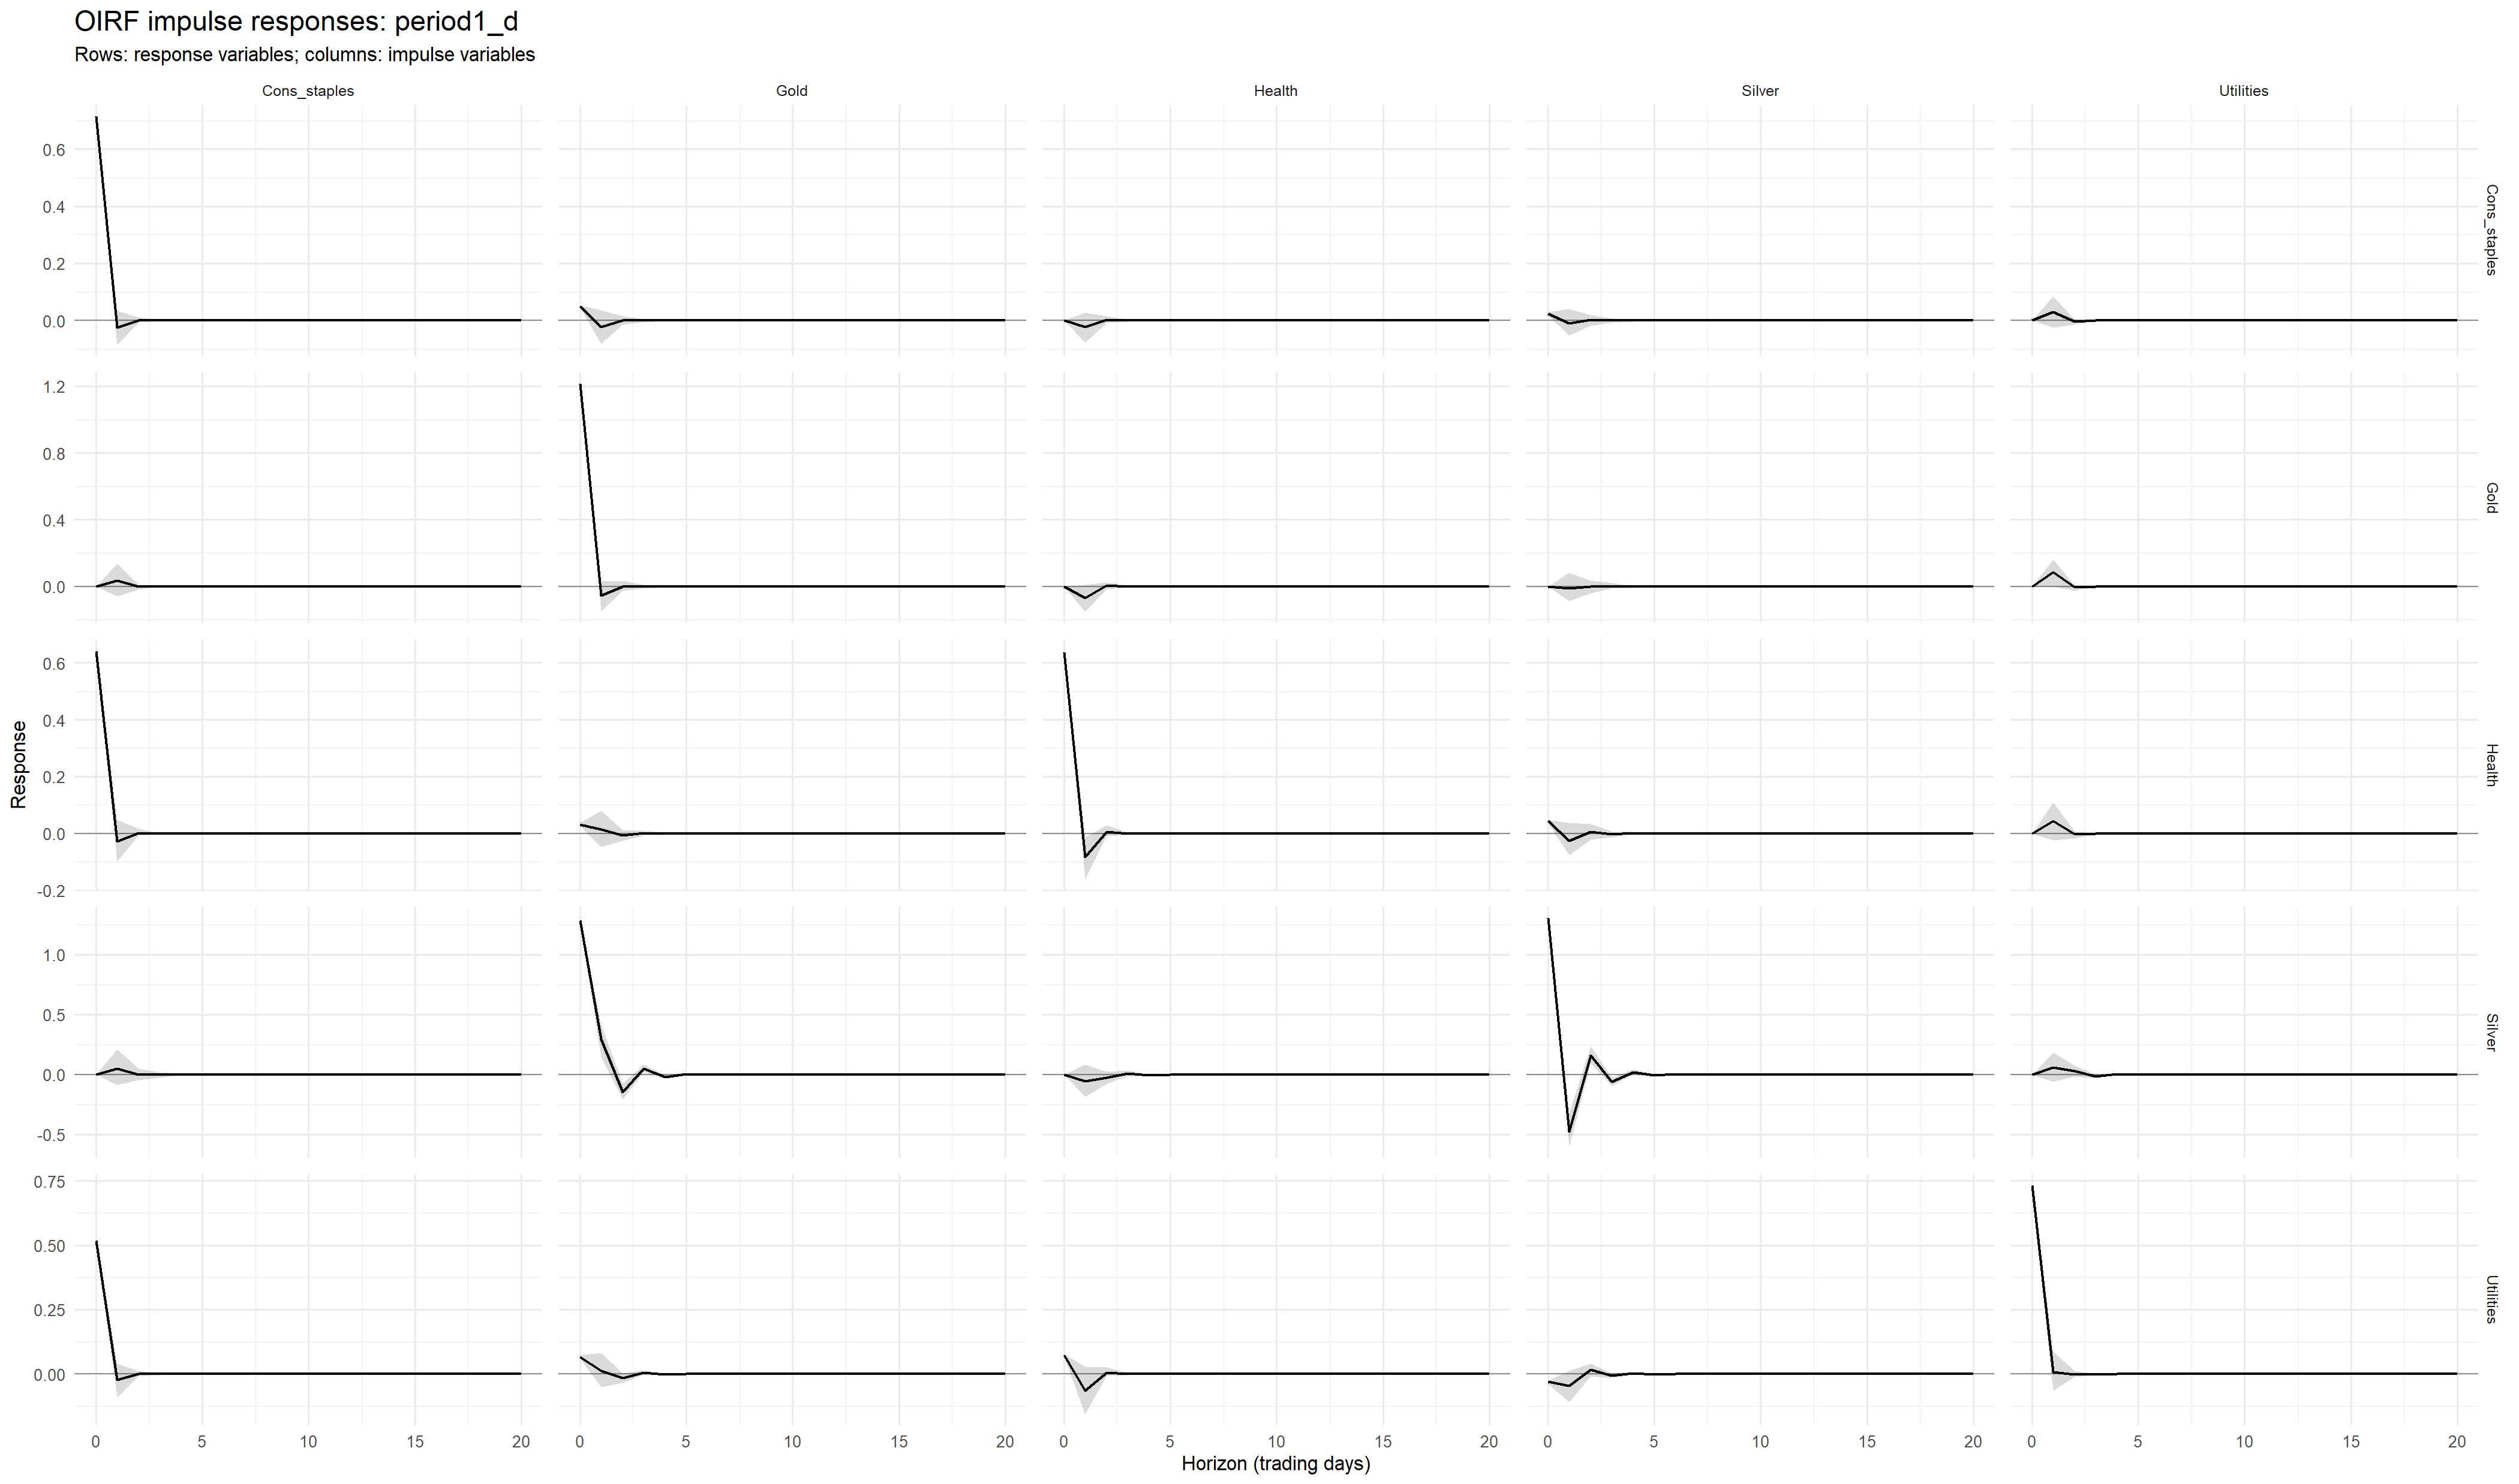 OIRF impulse responses: period1_d
Rows: response variables; columns: impulse variables
Cons_staples Gold Health Silver Utilities
0.6
0.4
0.2
0.0
Cons_staples
1.2
0.8
0.4
0.0
Gold
Response
0.6
0.4
0.2
0.0
-0.2
Health
1.0
0.5
0.0
-0.5
Silver
0.75
0.50
0.25
0.00
Utilities
0 5 10 15 20 0 5 10 15 20 0 5 10 15 20 0 5 10 15 20 0 5 10 15 20
Horizon (trading days)